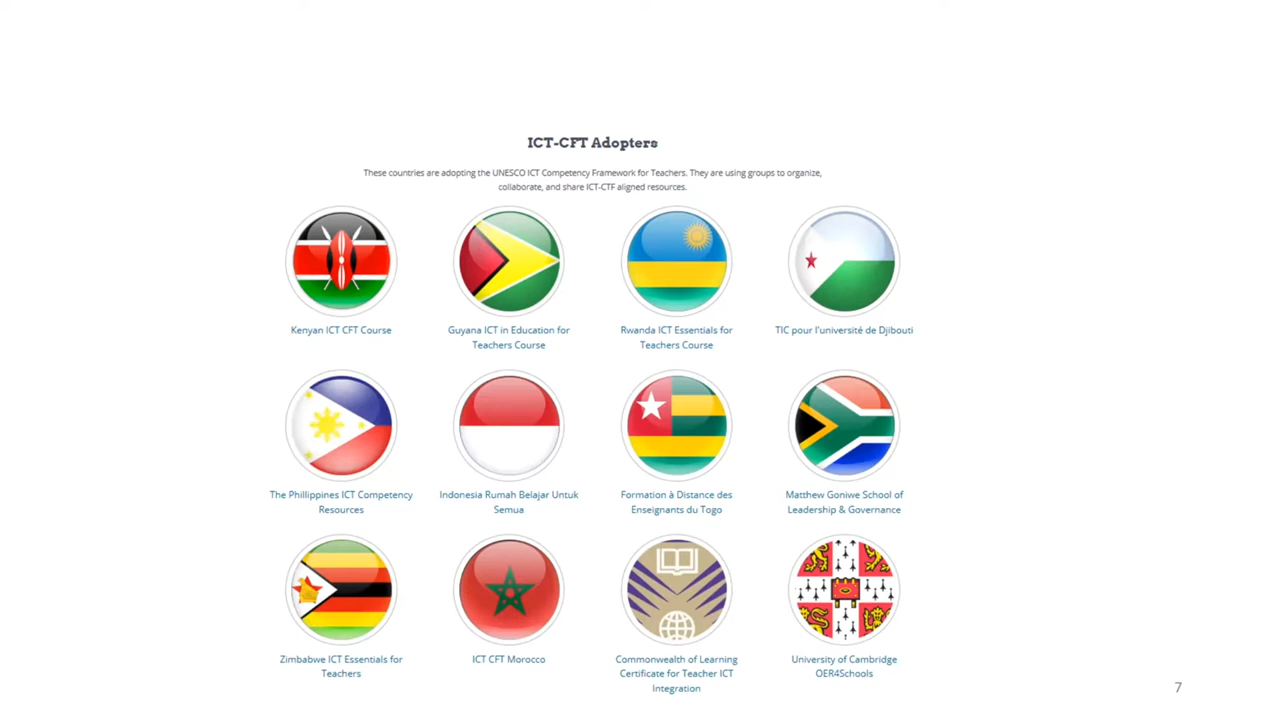 ICT-CFT Adopters
These countries are adopting the UNESCO ICT Competency Framework for Teachers. They are using groups to organize,
collaborate, and share ICT-CTF aligned resources.
Kenyan ICT CFT Course
Guyana ICT in Education for
Teachers Course
Rwanda ICT Essentials for
Teachers Course
TIC pour l'université de Djibouti
The Phillippines ICT Competency
Resources
Indonesia Rumah Belajar Untuk
Semua
Formation à Distance des
Enseignants du Togo
Matthew Goniwe School of
Leadership & Governance
Zimbabwe ICT Essentials for
Teachers
ICT CFT Morocco
Commonwealth of Learning
Certificate for Teacher ICT
Integration
University of Cambridge
OER4Schools
7